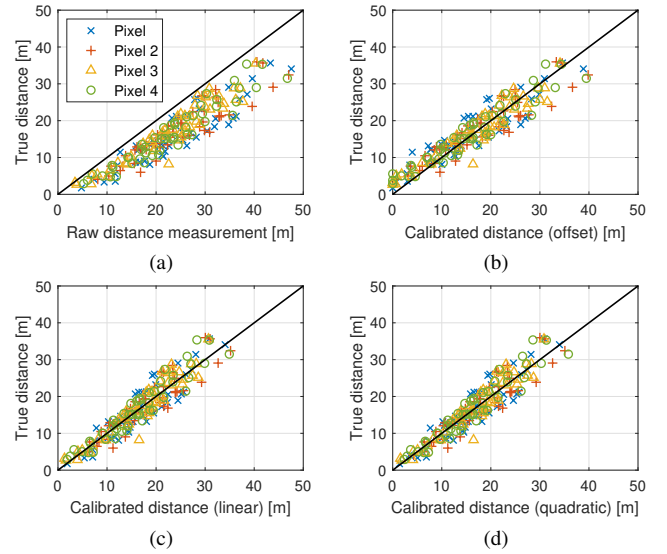 50
40
30
20
10
0
True distance [m]
Pixel
Pixel 2
Pixel 3
Pixel 4
0 10 20 30 40 50
Raw distance measurement [m]
(a)
50
40
30
20
10
0
True distance [m]
0 10 20 30 40 50
Calibrated distance (offset) [m]
(b)
50
40
30
20
10
0
True distance [m]
0 10 20 30 40 50
Calibrated distance (linear) [m]
(c)
50
40
30
20
10
0
True distance [m]
0 10 20 30 40 50
Calibrated distance (quadratic) [m]
(d)